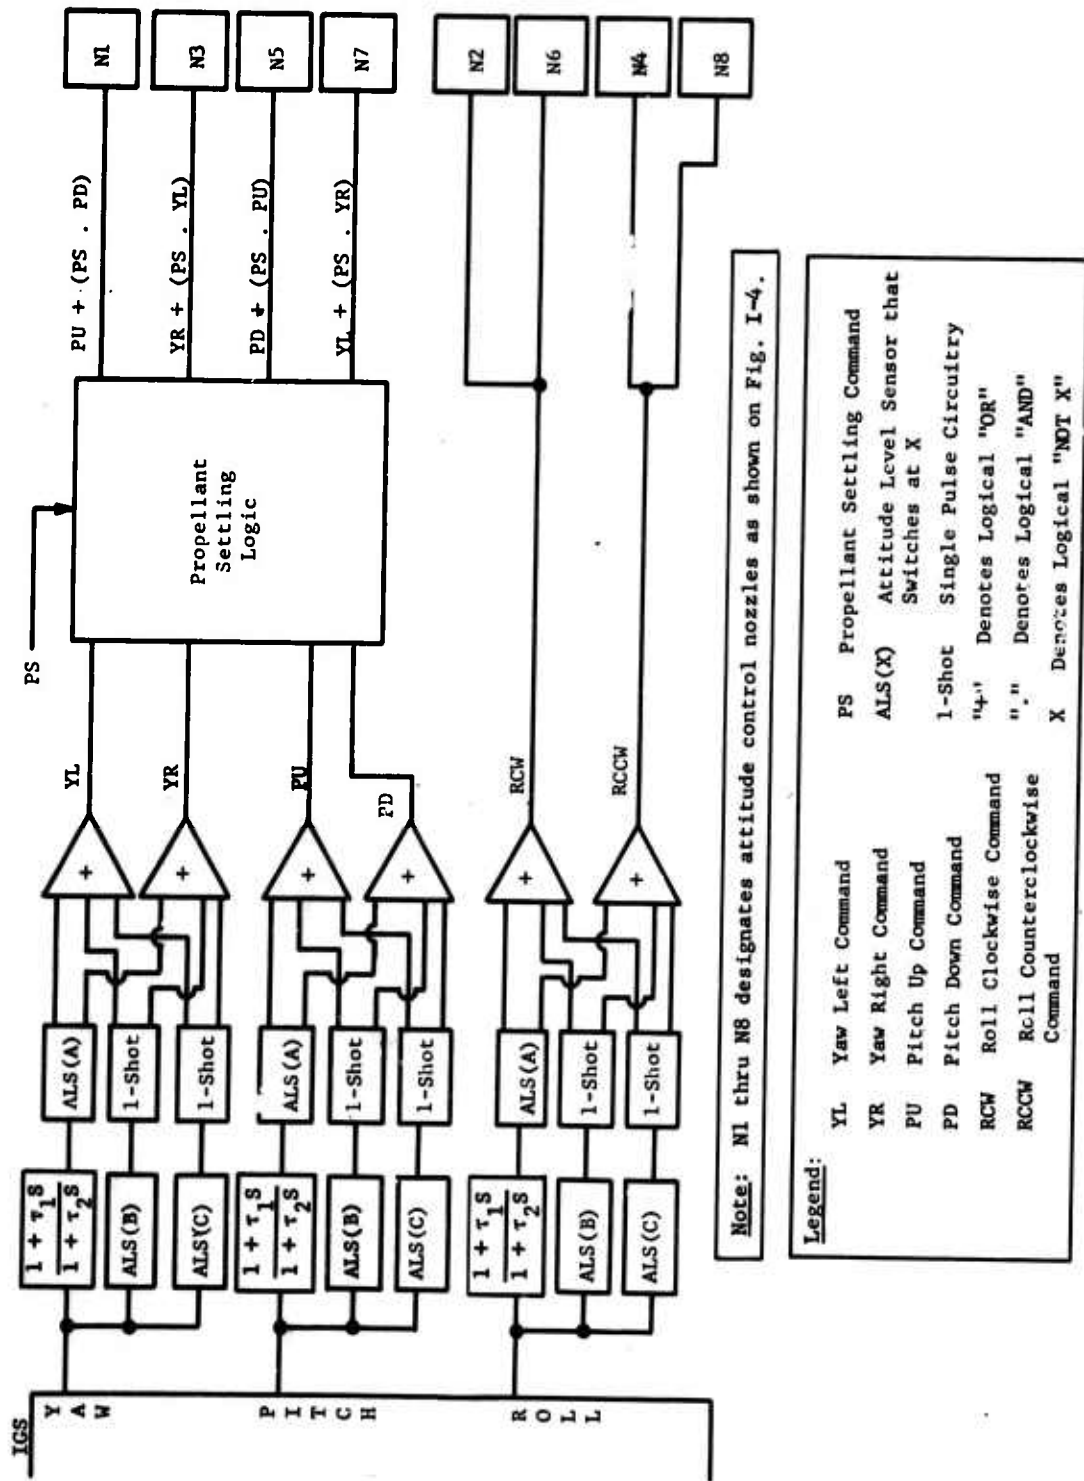 IGS
YAW
PITCH
ROLL
1 + τ₁S
1 + τ₂S
ALS(B)
ALS(C)
ALS(A)
1-Shot
1-Shot
+
+
YL
YR
1 + τ₁S
1 + τ₂S
ALS(B)
ALS(C)
ALS(A)
1-Shot
1-Shot
+
+
PU
PD
1 + τ₁S
1 + τ₂S
ALS(B)
ALS(C)
ALS(A)
1-Shot
1-Shot
+
+
RCW
RCCW
PS
Propellant
Settling
Logic
PU + (PS . PD)
YR + (PS . YL)
PD + (PS . PU)
YL + (PS . YR)
N1
N3
N5
N7
N2
N6
N4
N8
Note: N1 thru N8 designates attitude control nozzles as shown on Fig. I-4.
Legend:
YL Yaw Left Command
YR Yaw Right Command
PU Pitch Up Command
PD Pitch Down Command
RCW Roll Clockwise Command
RCCW Roll Counterclockwise
Command
PS Propellant Settling Command
ALS(X) Attitude Level Sensor that
Switches at X
1-Shot Single Pulse Circuitry
"+" Denotes Logical "OR"
"." Denotes Logical "AND"
X Denotes Logical "NOT X"